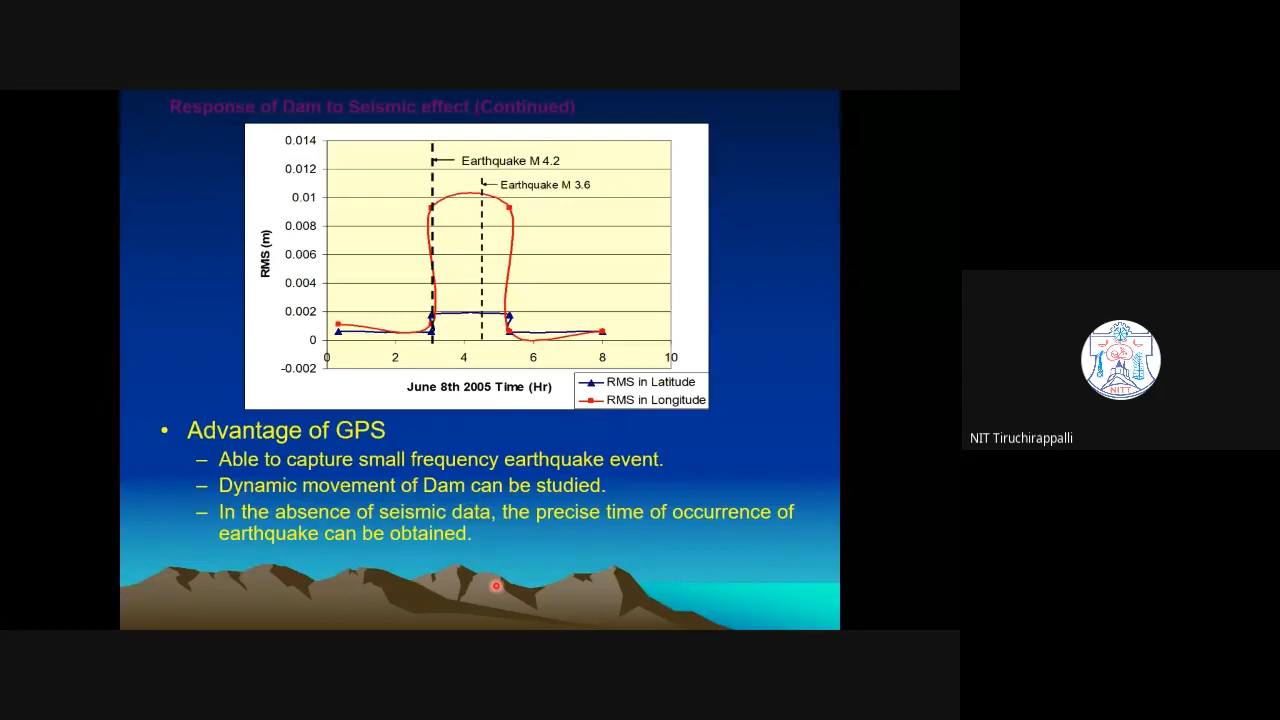 Response of Dam to Seismic effect (Continued)
0.014
0.012
0.01
0.008
0.006
0.004
0.002
0
-0.002
RMS (m)
Earthquake M 4.2
Earthquake M 3.6
0 2 4 6 8 10
June 8th 2005 Time (Hr)
RMS in Latitude
RMS in Longitude
• Advantage of GPS
– Able to capture small frequency earthquake event.
– Dynamic movement of Dam can be studied.
– In the absence of seismic data, the precise time of occurrence of
earthquake can be obtained.
NITT
NIT Tiruchirappalli